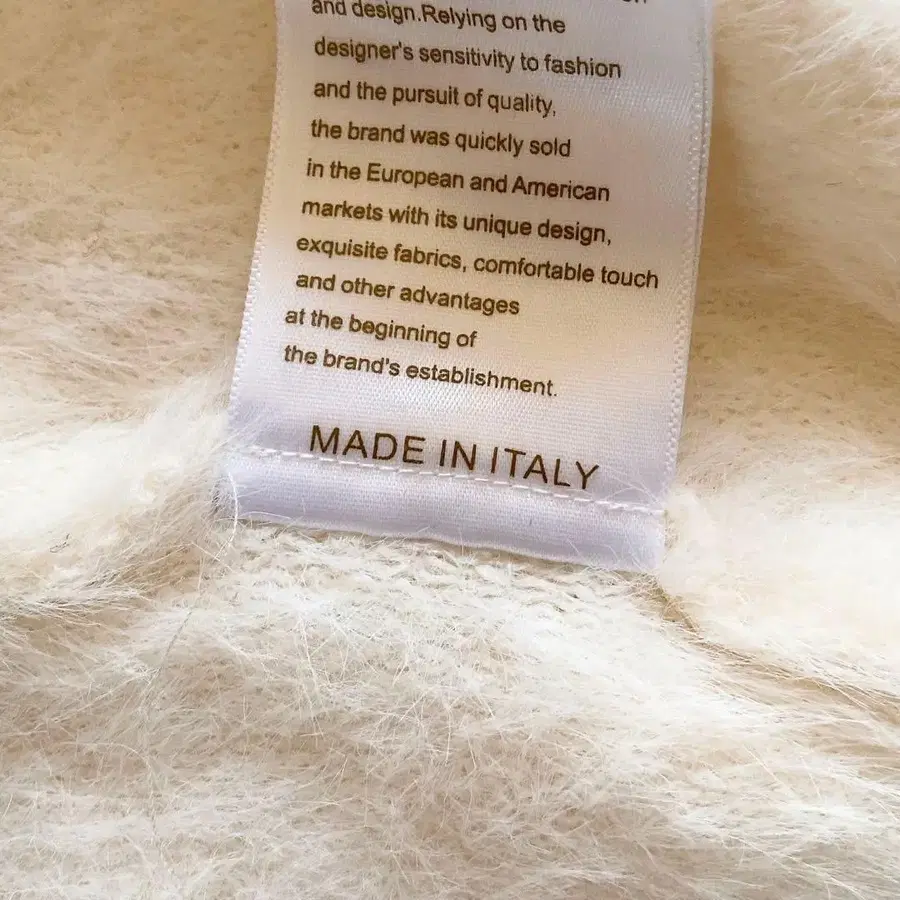 and design.Relying on the
designer's sensitivity to fashion
and the pursuit of quality,
the brand was quickly sold
in the European and American
markets with its unique design,
exquisite fabrics, comfortable touch
and other advantages
at the beginning of
the brand's establishment.
MADE IN ITALY